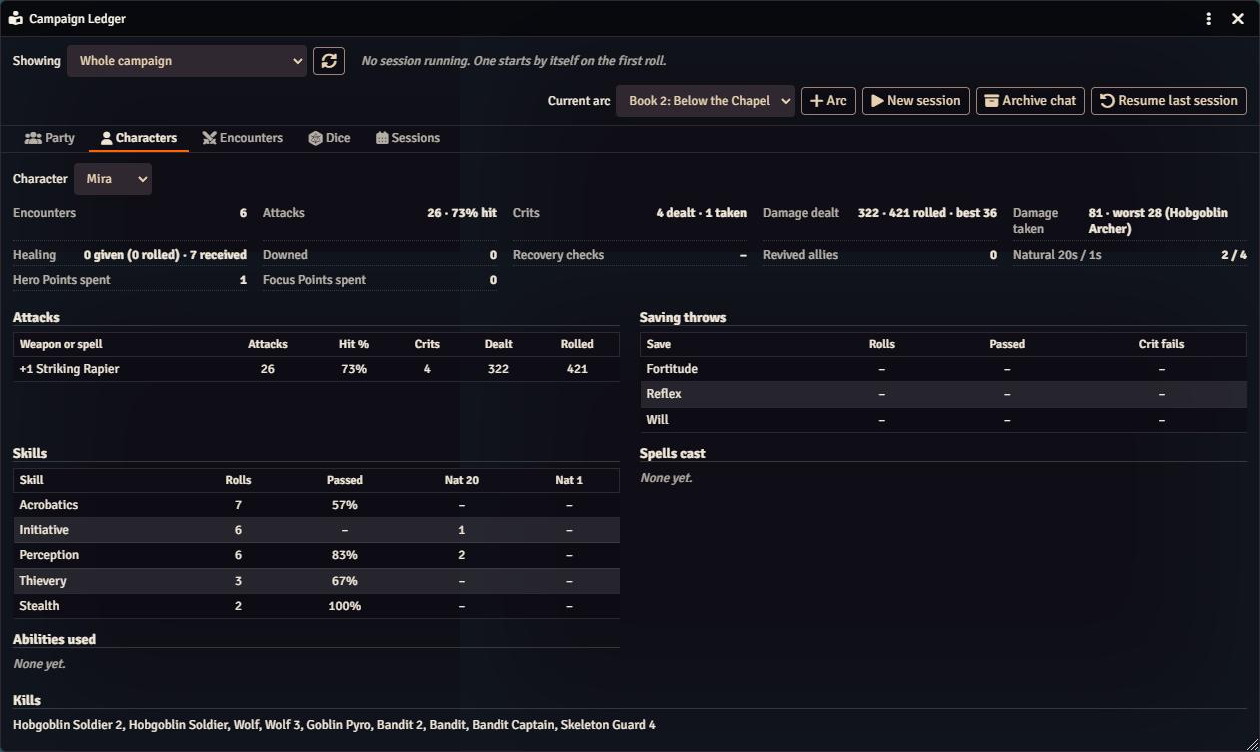 Campaign Ledger
Showing Whole campaign No session running. One starts by itself on the first roll.
Current arc Book 2: Below the Chapel + Arc New session Archive chat Resume last session
Party Characters Encounters Dice Sessions
Character Mira
Encounters 6 Attacks 26 · 73% hit Crits 4 dealt · 1 taken Damage dealt 322 · 421 rolled · best 36 Damage taken 81 · worst 28 (Hobgoblin Archer)
Healing 0 given (0 rolled) · 7 received Downed 0 Recovery checks – Revived allies 0 Natural 20s / 1s 2 / 4
Hero Points spent 1 Focus Points spent 0
Attacks
Weapon or spell Attacks Hit % Crits Dealt Rolled
+1 Striking Rapier 26 73% 4 322 421
Saving throws
Save Rolls Passed Crit fails
Fortitude – – –
Reflex – – –
Will – – –
Skills
Skill Rolls Passed Nat 20 Nat 1
Acrobatics 7 57% – –
Initiative 6 – 1 –
Perception 6 83% 2 –
Thievery 3 67% – –
Stealth 2 100% – –
Spells cast
None yet.
Abilities used
None yet.
Kills
Hobgoblin Soldier 2, Hobgoblin Soldier, Wolf, Wolf 3, Goblin Pyro, Bandit 2, Bandit, Bandit Captain, Skeleton Guard 4